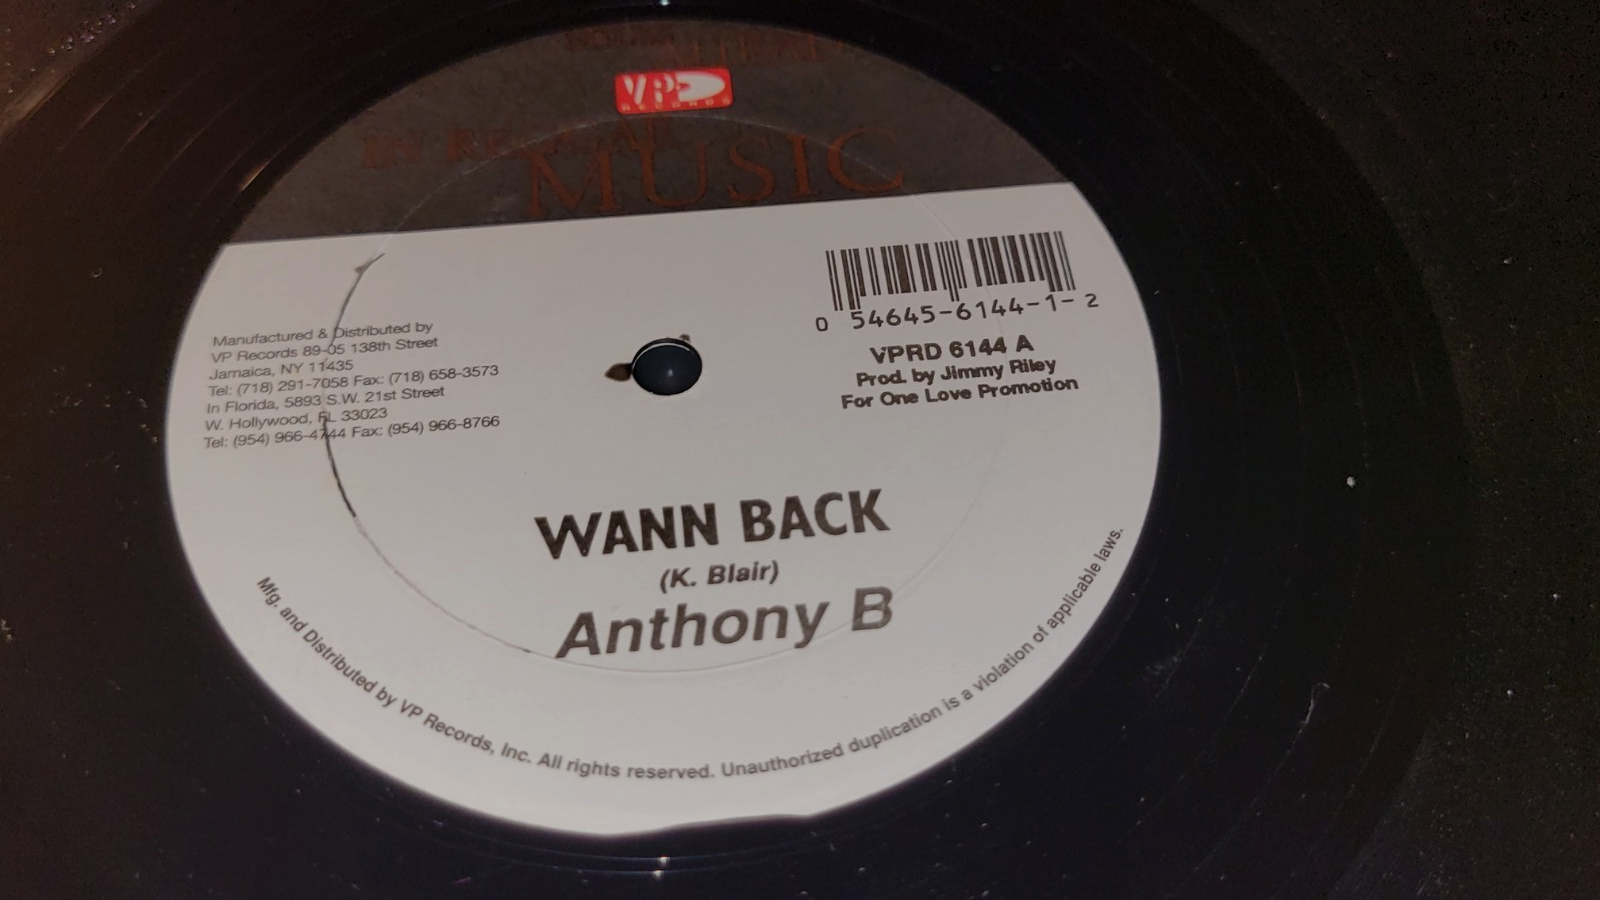 VP
RECORDS
IN REGGAE
MUSIC
0 54645-6144-1-2
VPRD 6144 A
Prod. by Jimmy Riley
For One Love Promotion
Manufactured & Distributed by
VP Records 89-05 138th Street
Jamaica, NY 11435
Tel: (718) 291-7058 Fax: (718) 658-3573
In Florida, 5893 S.W. 21st Street
W. Hollywood, FL 33023
Tel: (954) 966-4744 Fax: (954) 966-8766
WANN BACK
(K. Blair)
Anthony B
Mfg. and Distributed by VP Records, Inc. All rights reserved. Unauthorized duplication is a violation of applicable laws.